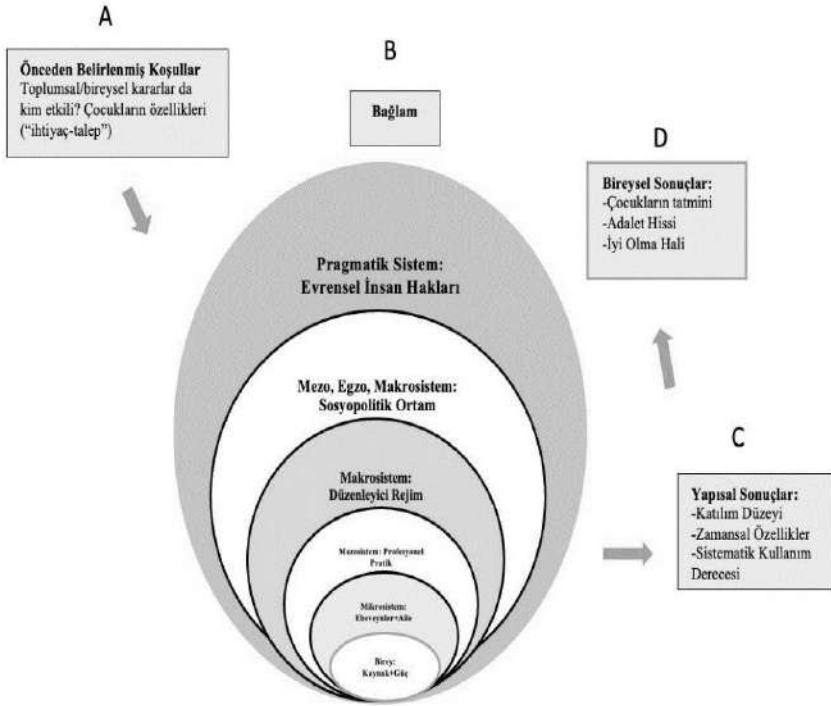 A
Önceden Belirlenmiş Koşullar
Toplumsal/bireysel kararlar da
kim etkili? Çocukların özellikleri
("ihtiyaç-talep")
B
Bağlam
Pragmatik Sistem:
Evrensel İnsan Hakları
Mezo, Egzo, Makrosistem:
Sosyopolitik Ortam
Makrosistem:
Düzenleyici Rejim
Mezosistem: Profesyonel
Pratik
Mikrosistem:
Ebeveynler+Aile
Birey:
Kaynak+Güç
D
Bireysel Sonuçlar:
-Çocukların tatmini
-Adalet Hissi
-İyi Olma Hali
C
Yapısal Sonuçlar:
-Katılım Düzeyi
-Zamansal Özellikler
-Sistematik Kullanım
Derecesi